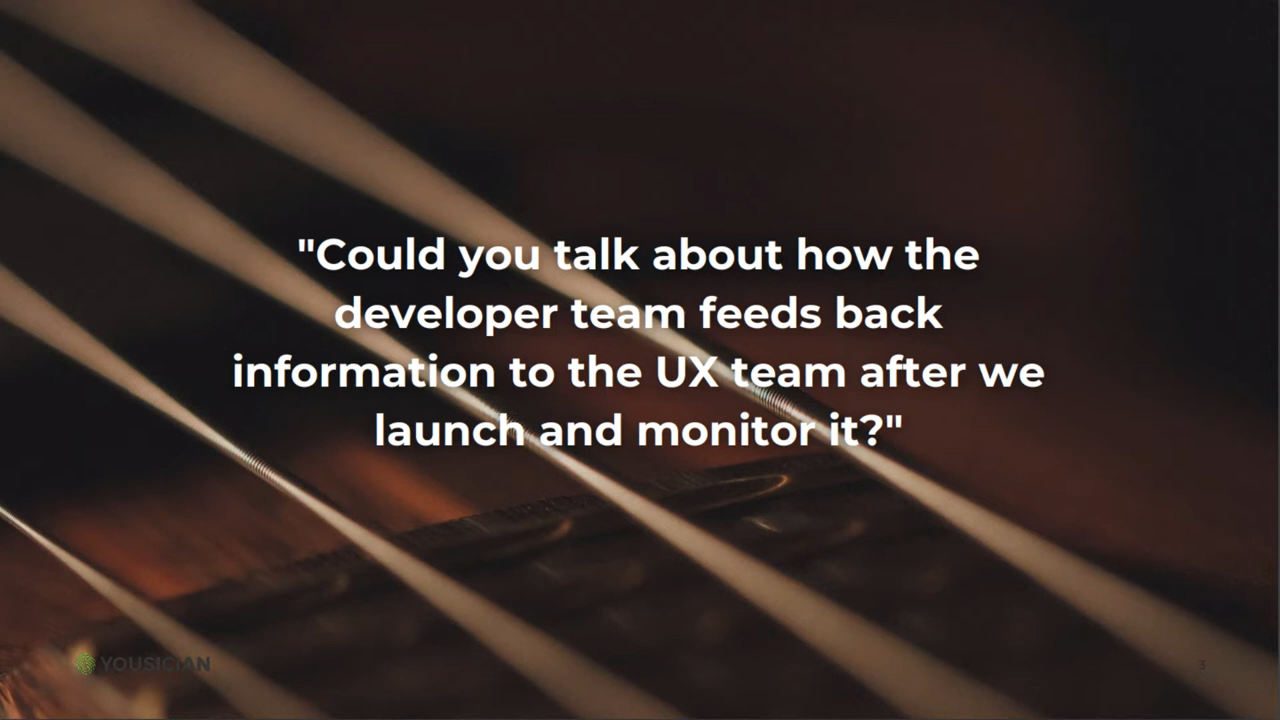 "Could you talk about how the
developer team feeds back
information to the UX team after we
launch and monitor it?"
YOUSICIAN
3